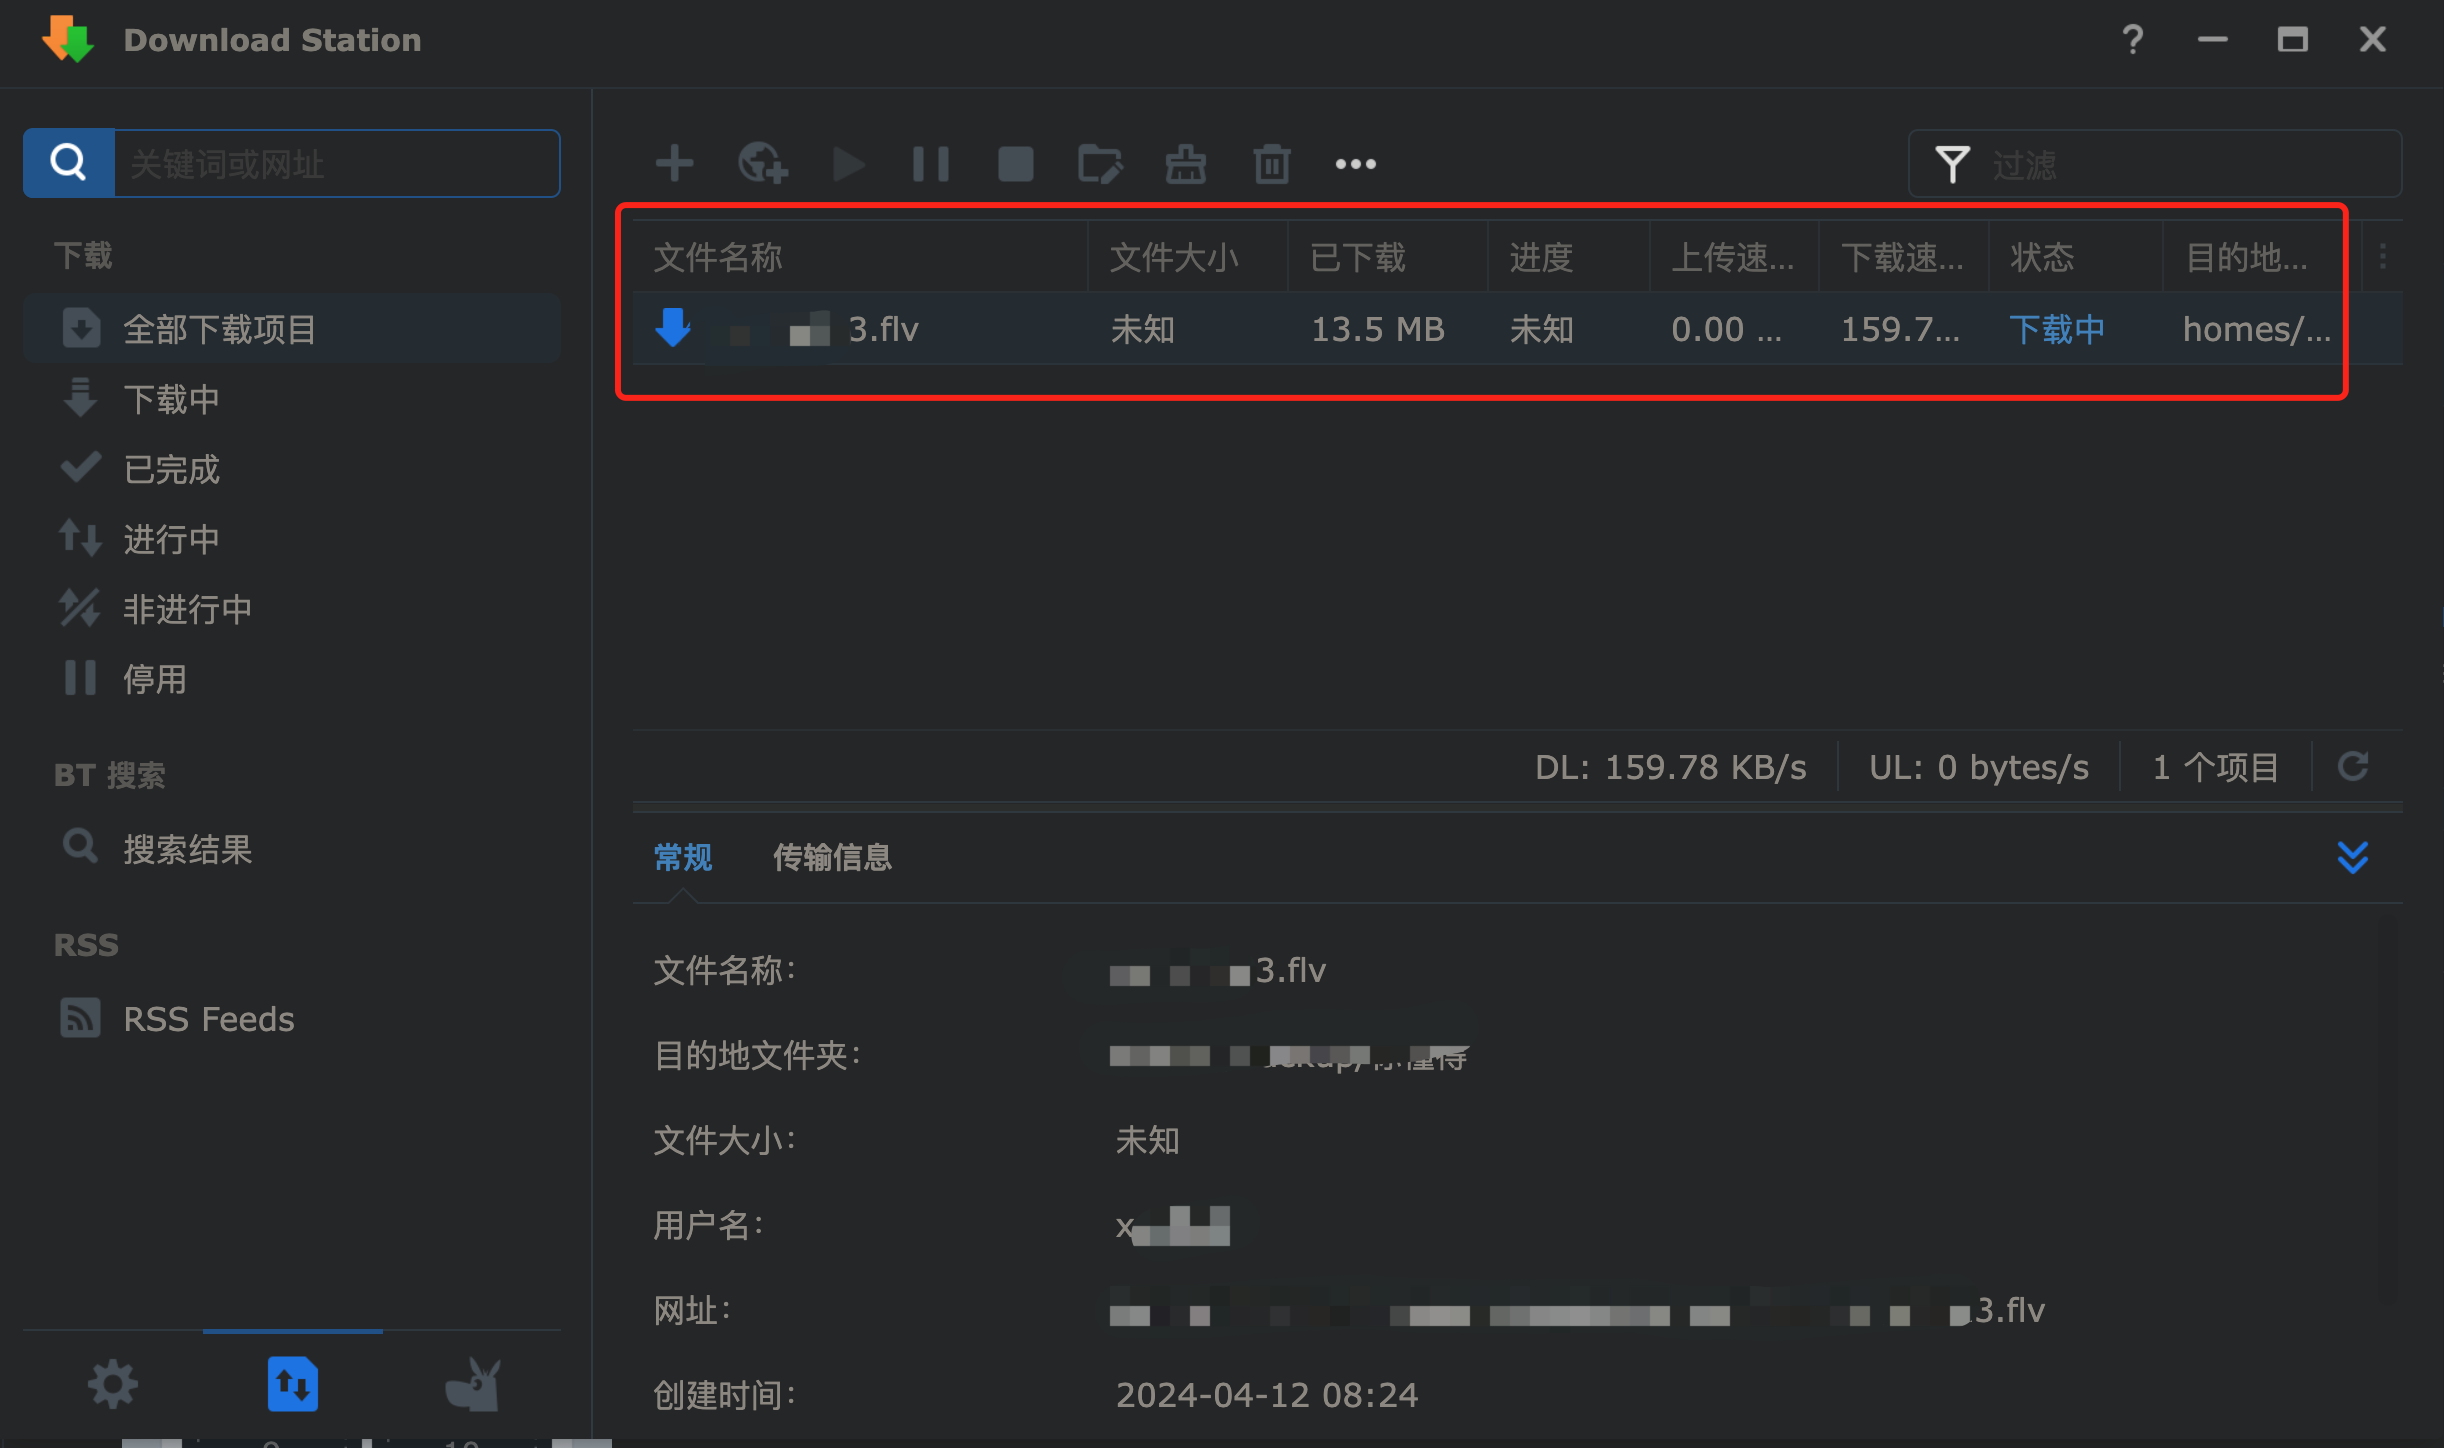 Download Station
关键词或网址
过滤
下载
全部下载项目
下载中
已完成
进行中
非进行中
停用
BT 搜索
搜索结果
RSS
RSS Feeds
文件名称 文件大小 已下载 进度 上传速... 下载速... 状态 目的地...
3.flv 未知 13.5 MB 未知 0.00 ... 159.7... 下载中 homes/...
DL: 159.78 KB/s UL: 0 bytes/s 1 个项目
常规 传输信息
文件名称: 3.flv
目的地文件夹:
文件大小: 未知
用户名: x
网址: 3.flv
创建时间: 2024-04-12 08:24